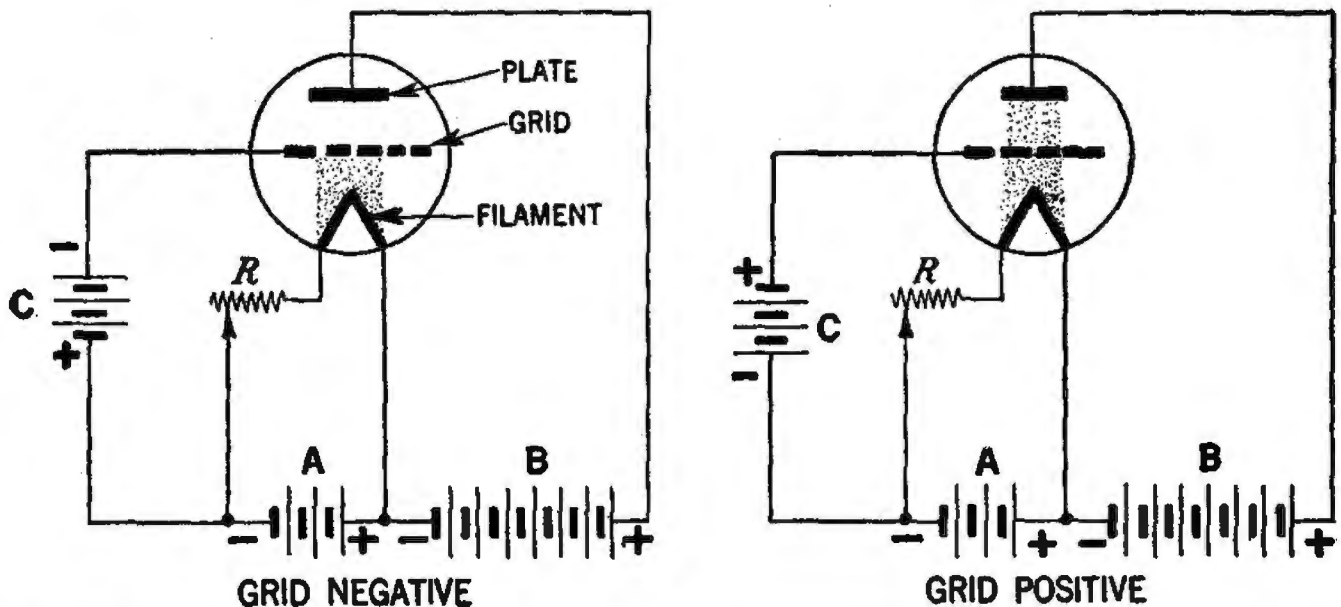 PLATE
GRID
FILAMENT
R
C
−
+
A
B
− + − +
GRID NEGATIVE
R
+
C
−
A
B
− + − +
GRID POSITIVE